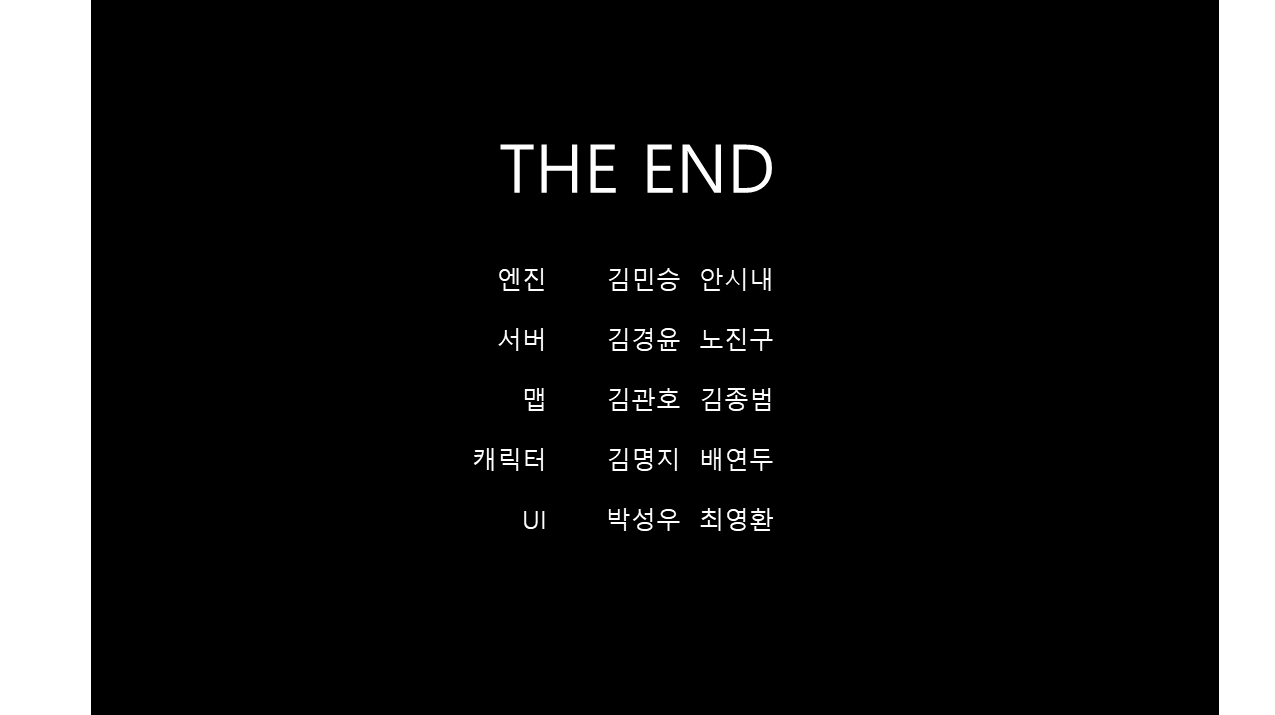 THE END
엔진 김민승 안시내
서버 김경윤 노진구
맵 김관호 김종범
캐릭터 김명지 배연두
UI 박성우 최영환